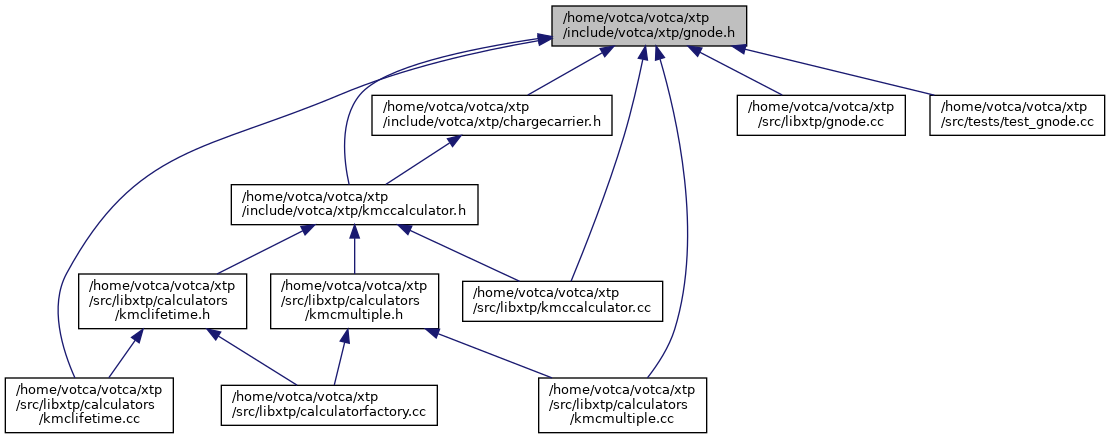 /home/votca/votca/xtp
/include/votca/xtp/gnode.h
/home/votca/votca/xtp
/include/votca/xtp/chargecarrier.h
/home/votca/votca/xtp
/src/libxtp/gnode.cc
/home/votca/votca/xtp
/src/tests/test_gnode.cc
/home/votca/votca/xtp
/include/votca/xtp/kmccalculator.h
/home/votca/votca/xtp
/src/libxtp/calculators
/kmclifetime.h
/home/votca/votca/xtp
/src/libxtp/calculators
/kmcmultiple.h
/home/votca/votca/xtp
/src/libxtp/kmccalculator.cc
/home/votca/votca/xtp
/src/libxtp/calculators
/kmclifetime.cc
/home/votca/votca/xtp
/src/libxtp/calculatorfactory.cc
/home/votca/votca/xtp
/src/libxtp/calculators
/kmcmultiple.cc